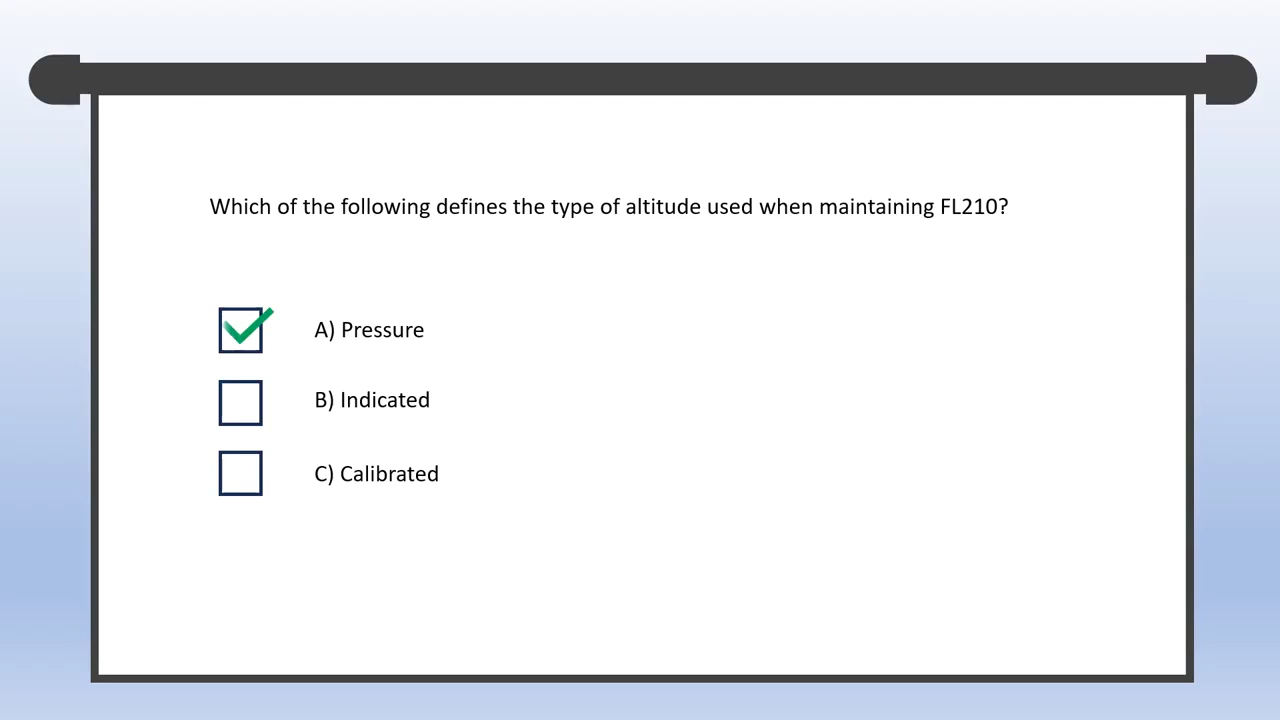 Which of the following defines the type of altitude used when maintaining FL210?
A) Pressure
B) Indicated
C) Calibrated